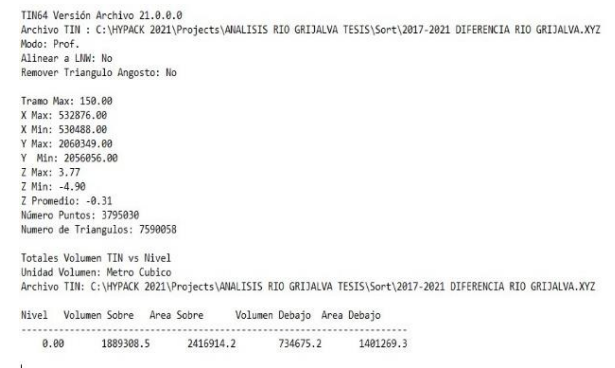 TIN64 Versión Archivo 21.0.0.0
Archivo TIN : C:\HYPACK 2021\Projects\ANALISIS RIO GRIJALVA TESIS\Sort\2017-2021 DIFERENCIA RIO GRIJALVA.XYZ
Modo: Prof.
Alinear a LNW: No
Remover Triangulo Angosto: No
Tramo Max: 150.00
X Max: 532876.00
X Min: 530488.00
Y Max: 2060349.00
Y Min: 2056056.00
Z Max: 3.77
Z Min: -4.90
Z Promedio: -0.31
Número Puntos: 3795030
Numero de Triangulos: 7590058
Totales Volumen TIN vs Nivel
Unidad Volumen: Metro Cubico
Archivo TIN: C:\HYPACK 2021\Projects\ANALISIS RIO GRIJALVA TESIS\Sort\2017-2021 DIFERENCIA RIO GRIJALVA.XYZ
Nivel Volumen Sobre Area Sobre Volumen Debajo Area Debajo
--------------------------------------------------------------------------------
0.00 1889308.5 2416914.2 734675.2 1401269.3